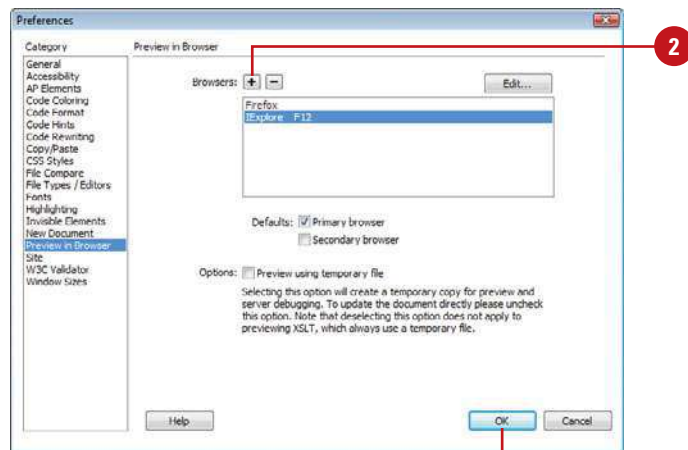 Preferences
Category
Preview in Browser
General
Accessibility
AP Elements
Code Coloring
Code Format
Code Hints
Code Rewriting
Copy/Paste
CSS Styles
File Compare
File Types / Editors
Fonts
Highlighting
Invisible Elements
New Document
Preview in Browser
Site
W3C Validator
Window Sizes
Browsers: + − Edit...
Firefox
IExplore F12
Defaults: Primary browser
Secondary browser
Options: Preview using temporary file
Selecting this option will create a temporary copy for preview and
server debugging. To update the document directly please uncheck
this option. Note that deselecting this option does not apply to
previewing XSLT, which always use a temporary file.
Help
OK
Cancel
2